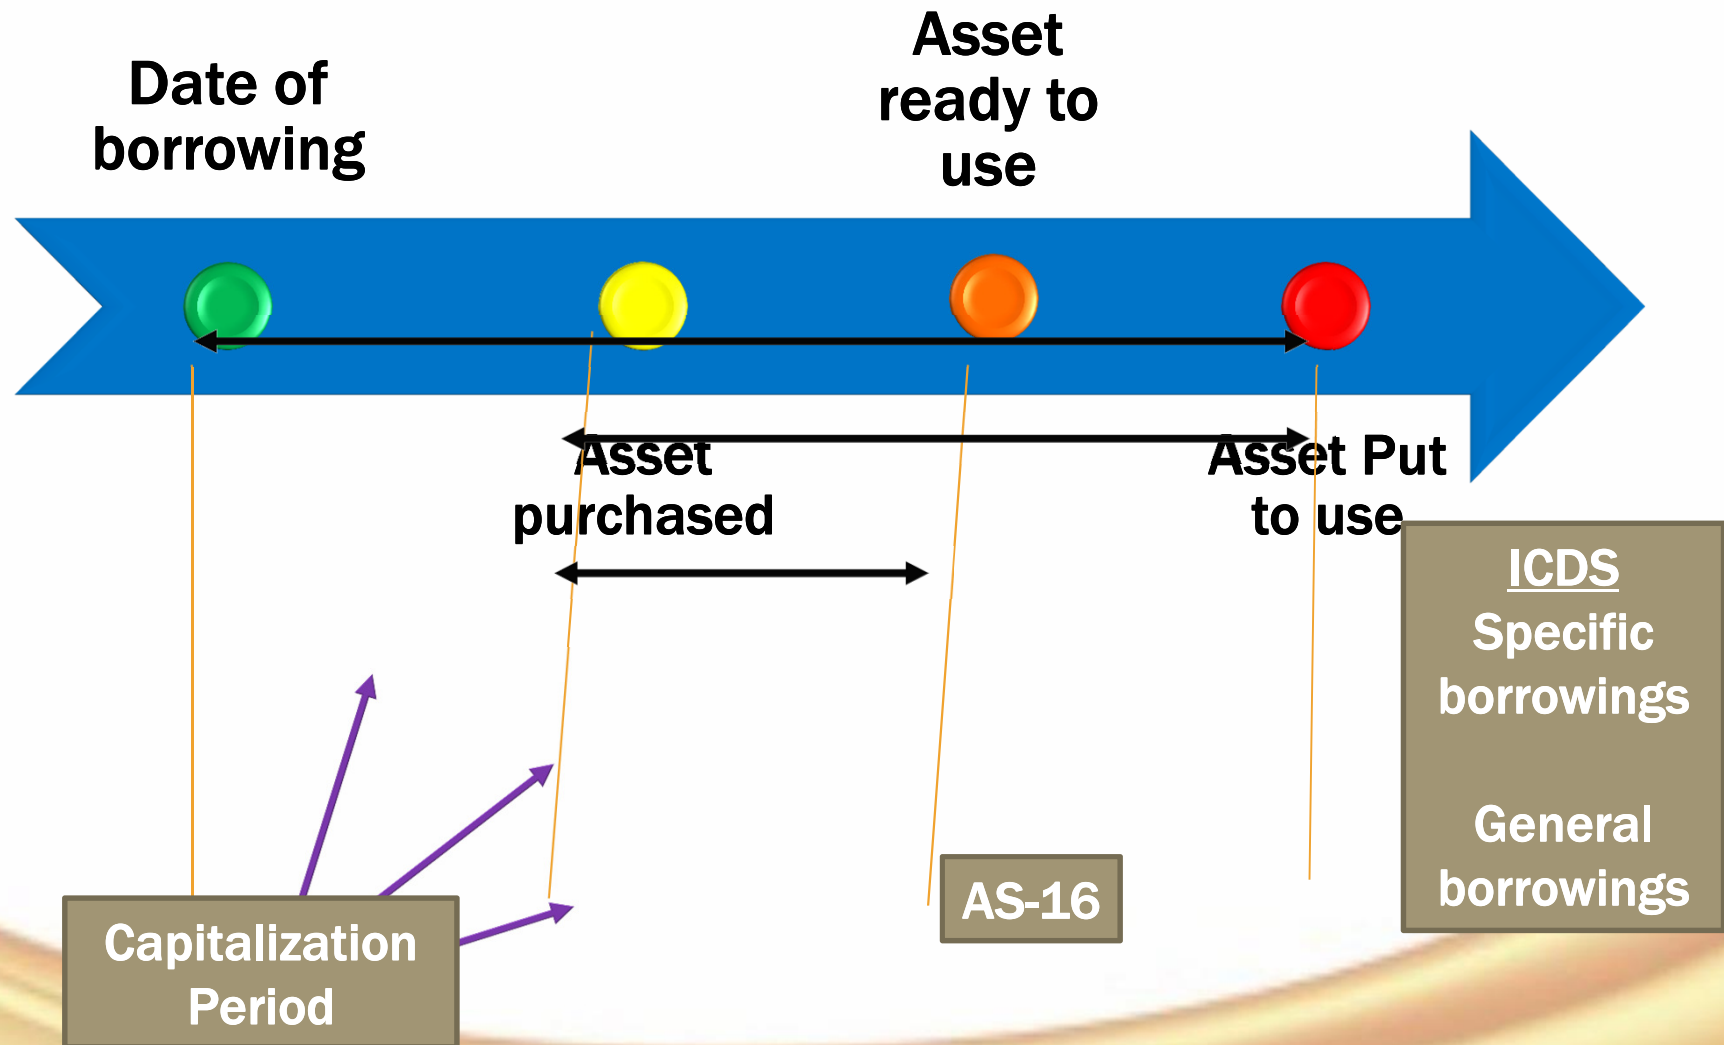 Date of
borrowing
Asset
ready to
use
Asset
purchased
Asset Put
to use
ICDS
Specific
borrowings
General
borrowings
AS-16
Capitalization
Period